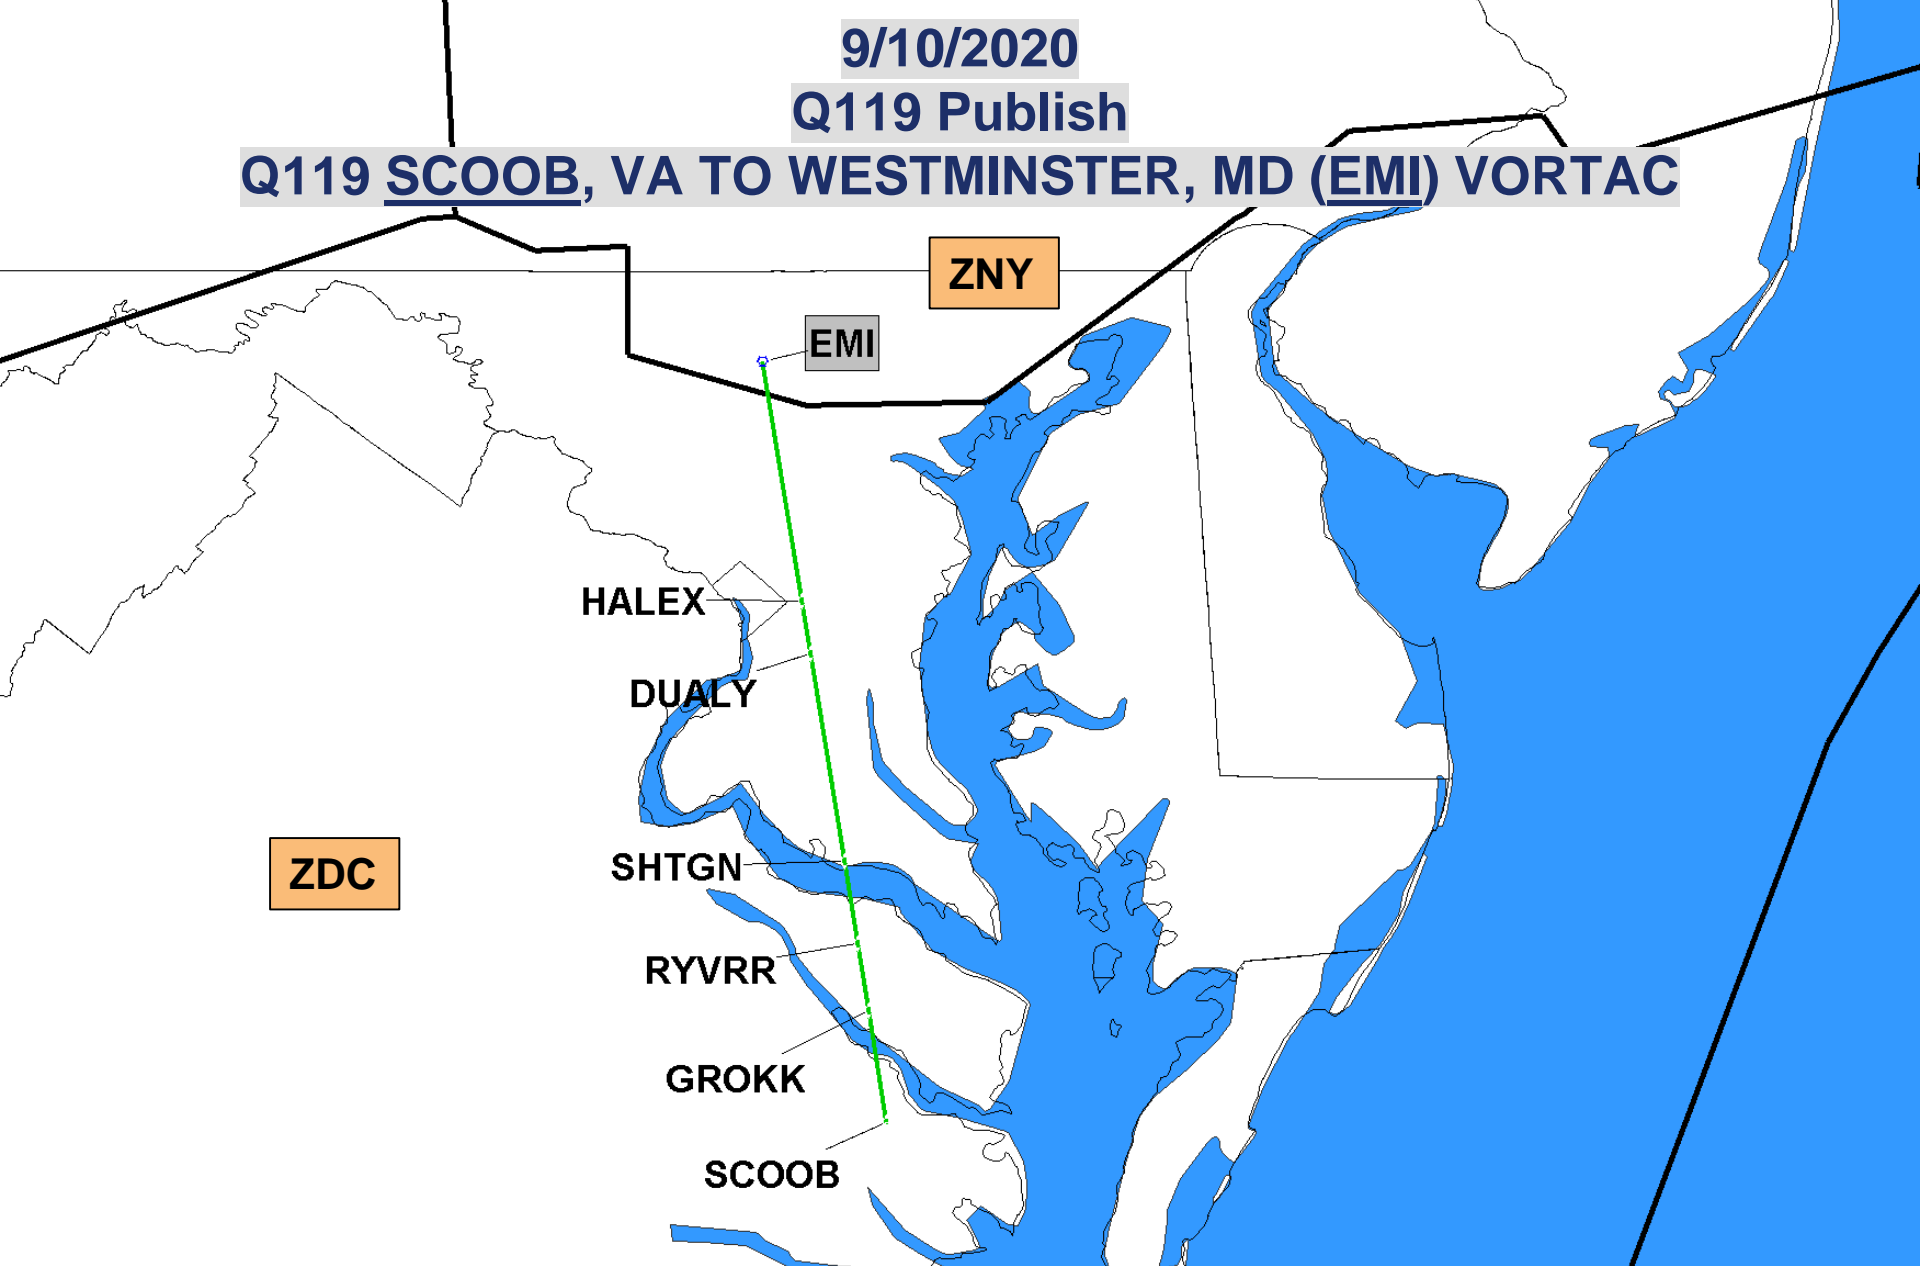 9/10/2020
Q119 Publish
Q119 SCOOB, VA TO WESTMINSTER, MD (EMI) VORTAC
ZNY
EMI
HALEX
DUALY
SHTGN
ZDC
RYVRR
GROKK
SCOOB